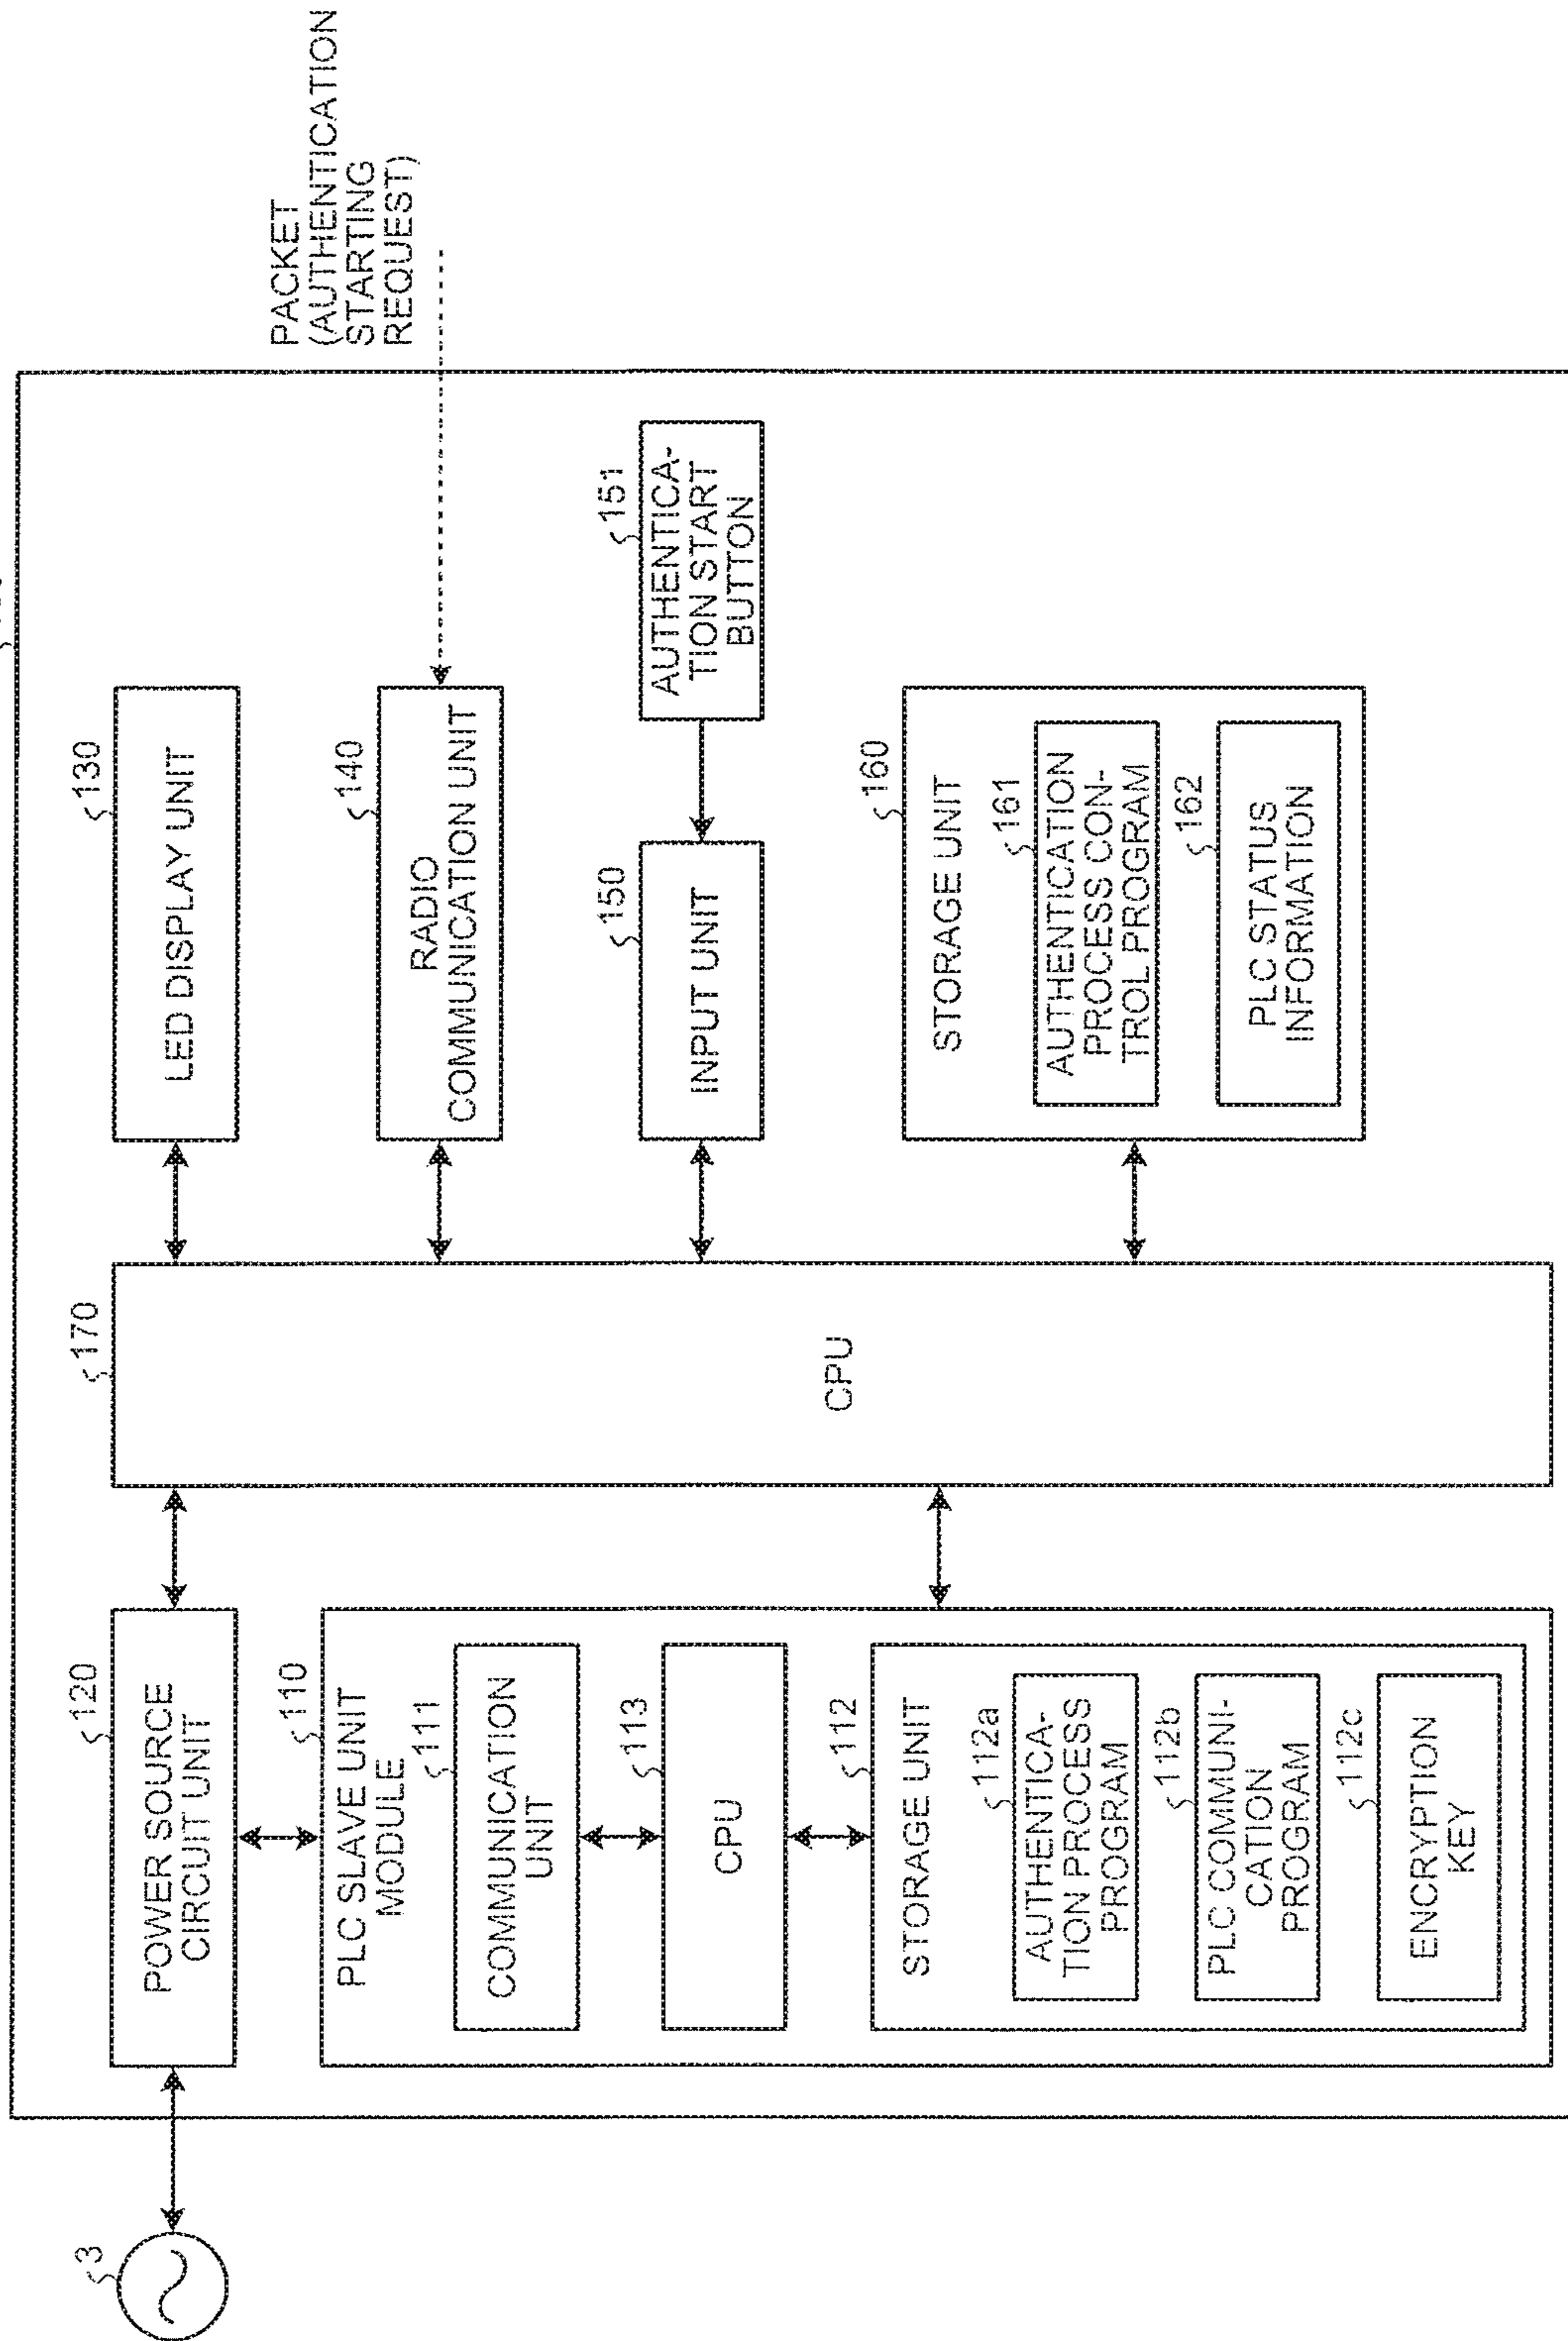 3
120
POWER SOURCE
CIRCUIT UNIT
110
PLC SLAVE UNIT
MODULE
111
COMMUNICATION
UNIT
113
CPU
112
STORAGE UNIT
112a
AUTHENTICA-
TION PROCESS
PROGRAM
112b
PLC COMMUNI-
CATION
PROGRAM
112c
ENCRYPTION
KEY
170
CPU
130
LED DISPLAY UNIT
140
RADIO
COMMUNICATION UNIT
150
INPUT UNIT
151
AUTHENTICA-
TION START
BUTTON
160
STORAGE UNIT
161
AUTHENTICATION
PROCESS CON-
TROL PROGRAM
162
PLC STATUS
INFORMATION
PACKET
(AUTHENTICATION
STARTING
REQUEST)